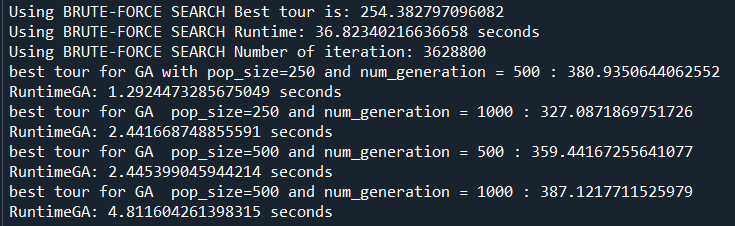 Using BRUTE-FORCE SEARCH Best tour is: 254.382797096082
Using BRUTE-FORCE SEARCH Runtime: 36.82340216636658 seconds
Using BRUTE-FORCE SEARCH Number of iteration: 3628800
best tour for GA with pop_size=250 and num_generation = 500 : 380.9350644062552
RuntimeGA: 1.2924473285675049 seconds
best tour for GA  pop_size=250 and num_generation = 1000 : 327.0871869751726
RuntimeGA: 2.441668748855591 seconds
best tour for GA  pop_size=500 and num_generation = 500 : 359.44167255641077
RuntimeGA: 2.445399045944214 seconds
best tour for GA  pop_size=500 and num_generation = 1000 : 387.1217711525979
RuntimeGA: 4.811604261398315 seconds